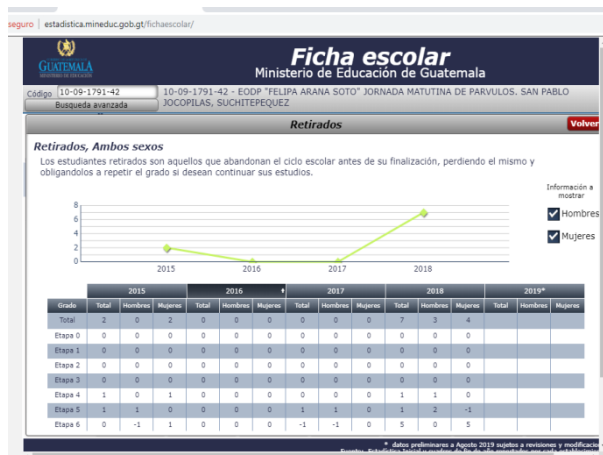 seguro | estadistica.mineduc.gob.gt/fichaescolar/
GUATEMALA
MINISTERIO DE EDUCACIÓN
Ficha escolar
Ministerio de Educación de Guatemala
Código 10-09-1791-42
Busqueda avanzada
10-09-1791-42 - EODP "FELIPA ARANA SOTO" JORNADA MATUTINA DE PARVULOS. SAN PABLO
JOCOPILAS, SUCHITEPEQUEZ
Retirados
Volver
Retirados, Ambos sexos
Los estudiantes retirados son aquellos que abandonan el ciclo escolar antes de su finalización, perdiendo el mismo y
obligandolos a repetir el grado si desean continuar sus estudios.
Información a
mostrar
Hombres
Mujeres
8
6
4
2
0
2015 2016 2017 2018
2015 2016 2017 2018 2019*
Grado Total Hombres Mujeres Total Hombres Mujeres Total Hombres Mujeres Total Hombres Mujeres Total Hombres Mujeres
Total 2 0 2 0 0 0 0 0 0 7 3 4
Etapa 0 0 0 0 0 0 0 0 0 0 0 0 0
Etapa 1 0 0 0 0 0 0 0 0 0 0 0 0
Etapa 2 0 0 0 0 0 0 0 0 0 0 0 0
Etapa 3 0 0 0 0 0 0 0 0 0 0 0 0
Etapa 4 1 0 1 0 0 0 0 0 0 1 1 0
Etapa 5 1 1 0 0 0 0 1 1 0 1 2 -1
Etapa 6 0 -1 1 0 0 0 -1 -1 0 5 0 5
* datos preliminares a Agosto 2019 sujetos a revisiones y modificacion